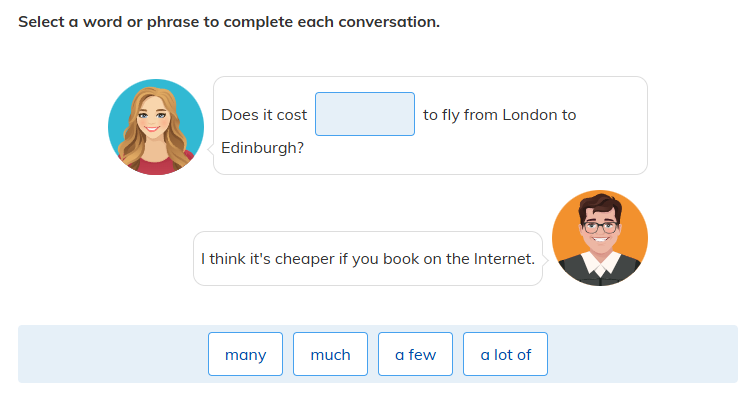 Select a word or phrase to complete each conversation.
Does it cost to fly from London to
Edinburgh?
I think it's cheaper if you book on the Internet.
many much a few a lot of